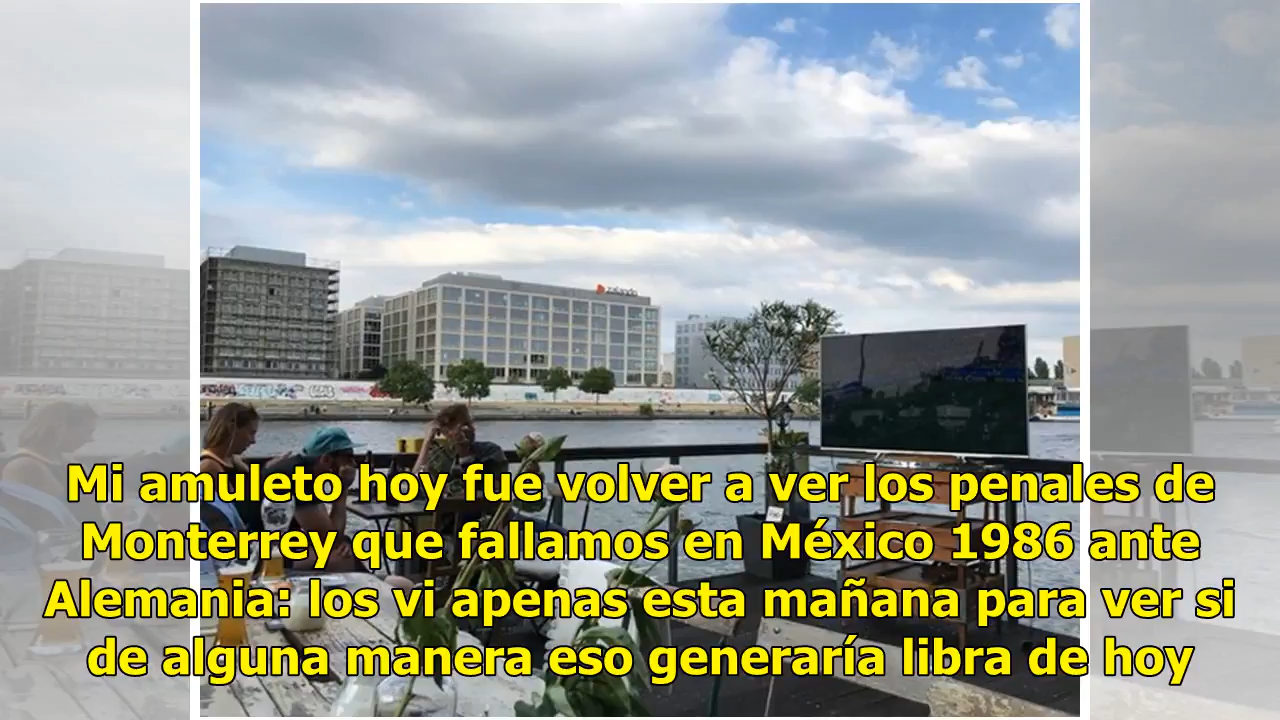 zalando
Mi amuleto hoy fue volver a ver los penales de
Monterrey que fallamos en México 1986 ante
Alemania: los vi apenas esta mañana para ver si
de alguna manera eso generaría libra de hoy